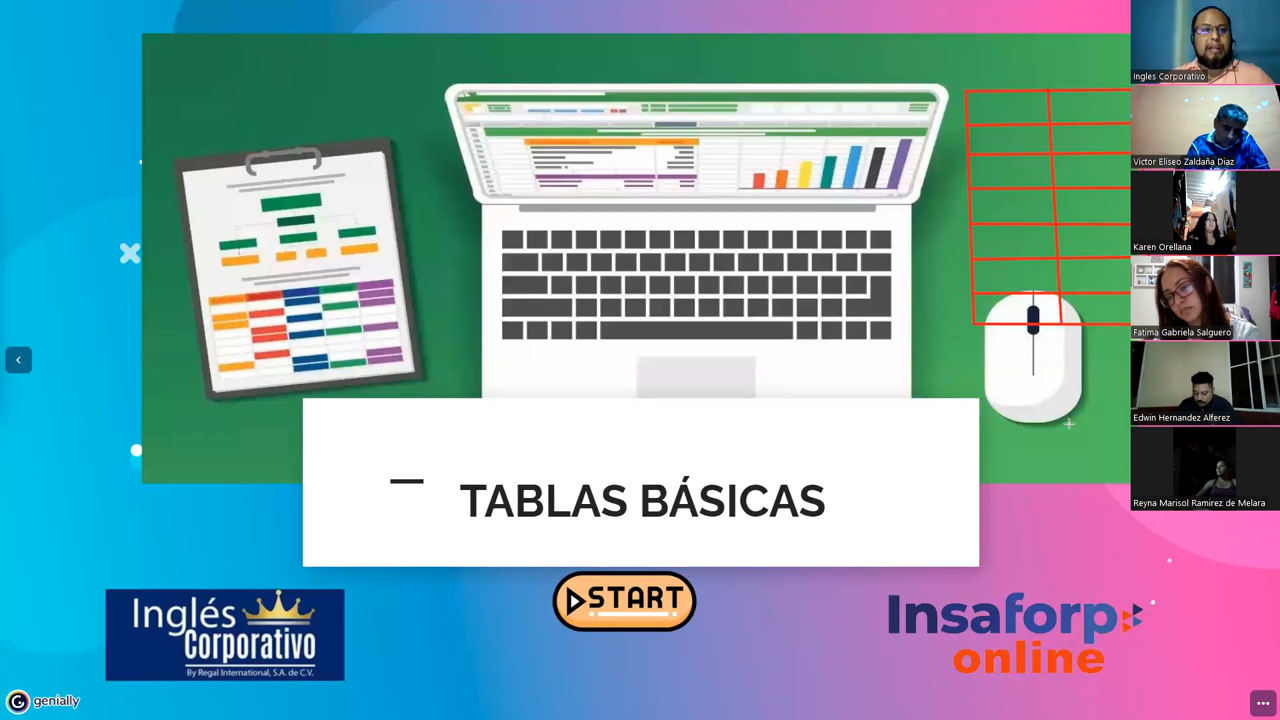 TABLAS BÁSICAS
START
Inglés
Corporativo
By Regal International, S.A. de C.V.
Insaforp
online
genially
Ingles Corporativo
Victor Eliseo Zaldaña Diaz
Karen Orellana
Fatima Gabriela Salguero
Edwin Hernandez Alferez
Reyna Marisol Ramirez de Melara